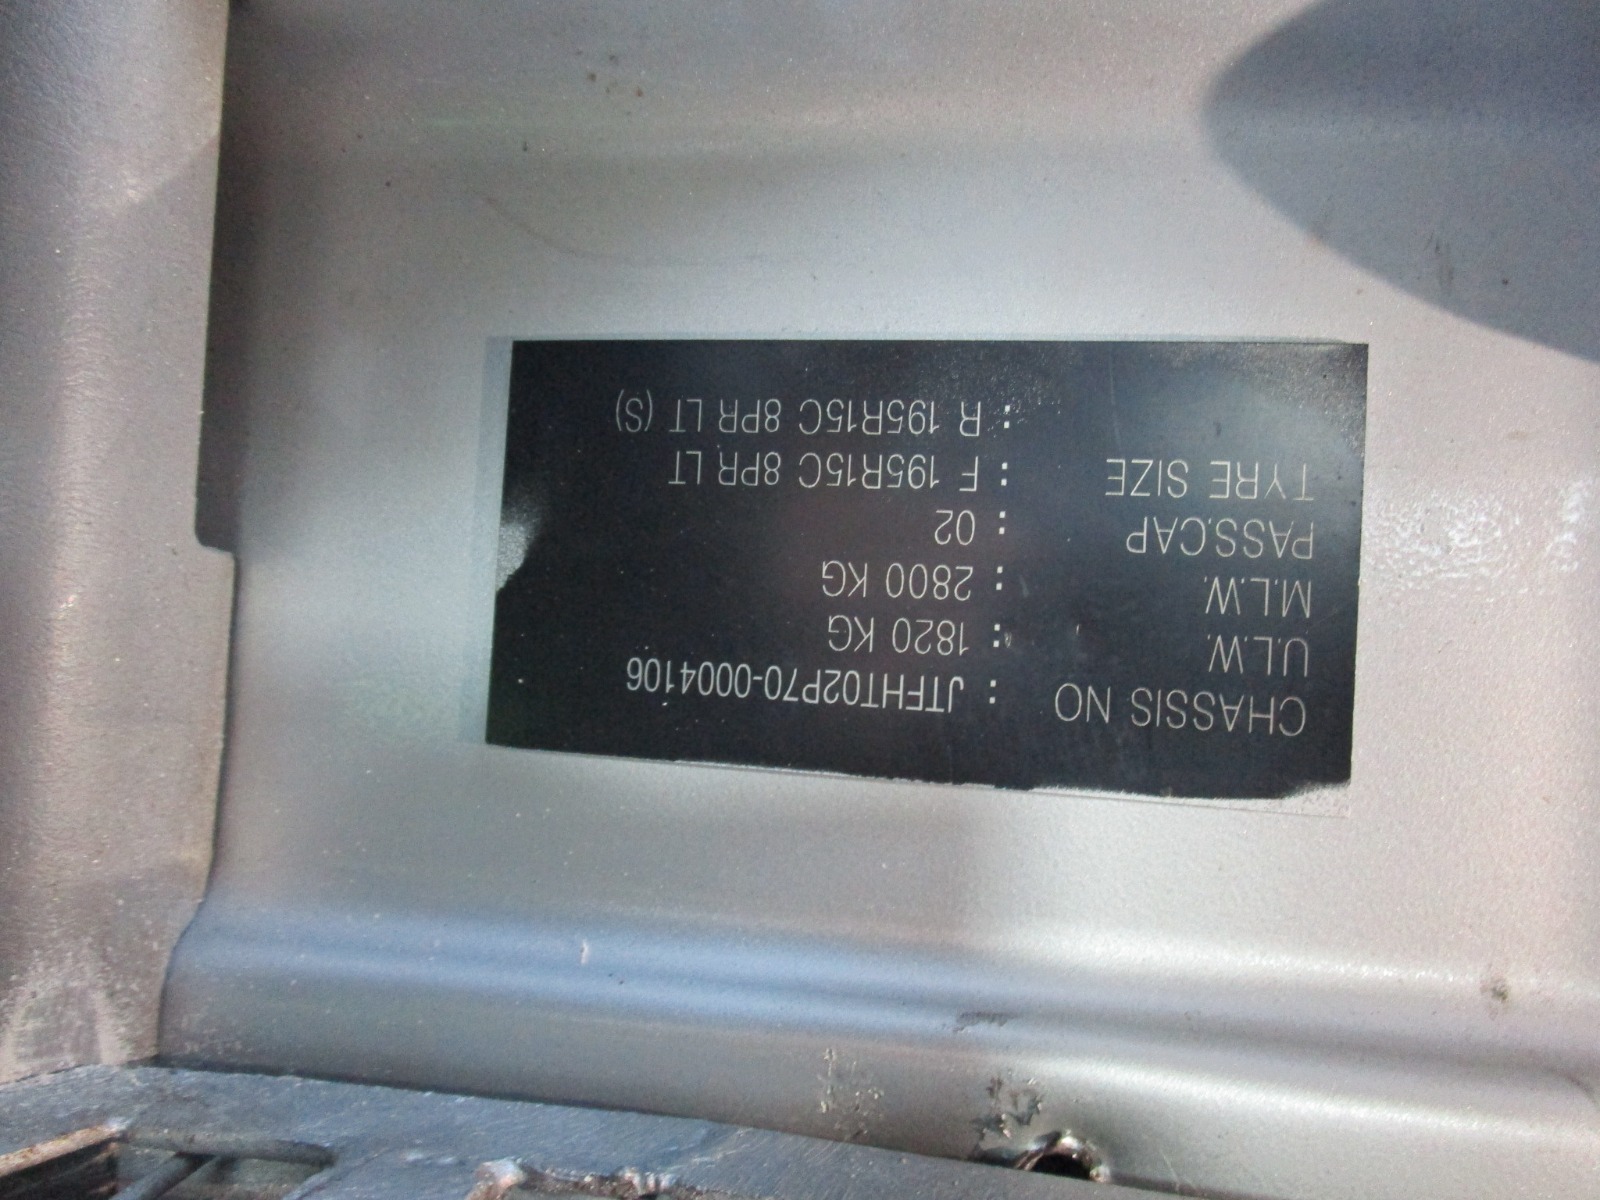 CHASSIS NO : JTFHT02P70-0004106
U.L.W. : 1820 KG
M.L.W. : 2800 KG
PASS.CAP : 02
TYRE SIZE : F 195R15C 8PR LT
: R 195R15C 8PR LT (S)